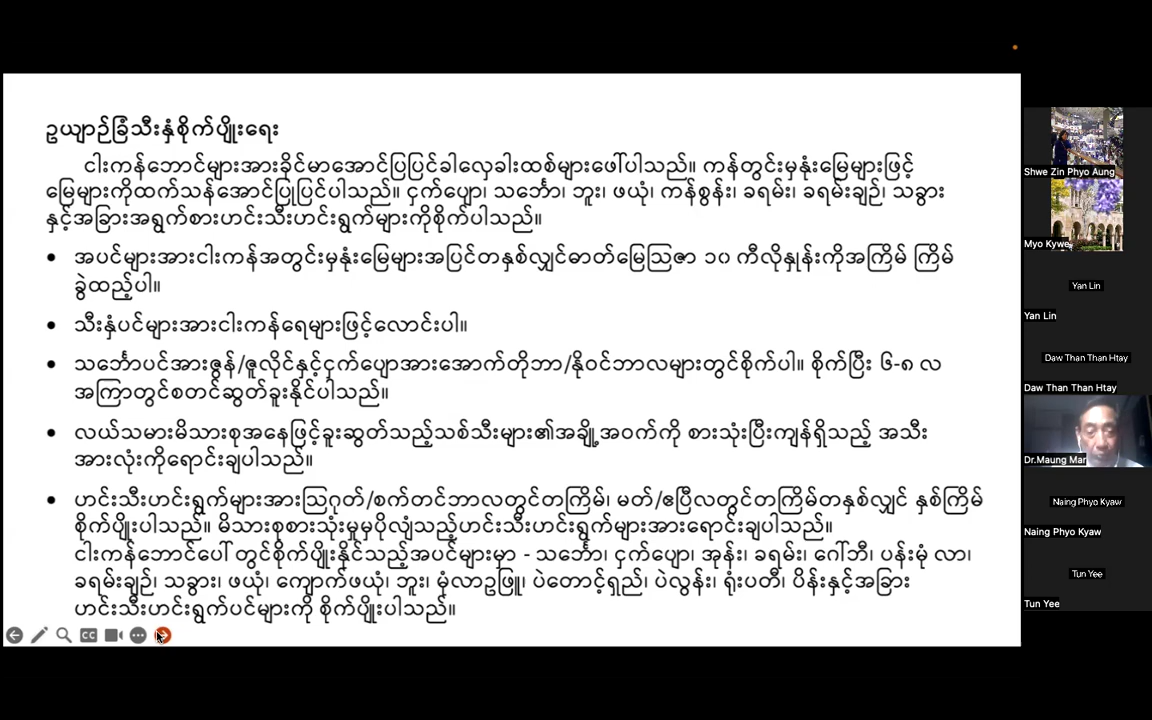 ဥယျာဉ်ခြံသီးနှံစိုက်ပျိုးရေး
ငါးကန်ဘောင်များအားခိုင်မာအောင်ပြုပြင်ခါလှေခါးထစ်များဖေါ်ပါသည်။ ကန်တွင်းမှနုံးမြေများဖြင့်
မြေများကိုထက်သန်အောင်ပြုပြင်ပါသည်။ ငှက်ပျော၊ သင်္ဘော၊ ဘူး၊ ဖယုံ၊ ကန်စွန်း၊ ခရမ်း၊ ခရမ်းချဉ်၊ သခွား
နှင့်အခြားအရွက်စားဟင်းသီးဟင်းရွက်များကိုစိုက်ပါသည်။
• အပင်များအားငါးကန်အတွင်းမှနုံးမြေများအပြင်တနှစ်လျှင်ဓာတ်မြေသြဇာ ၁၀ ကီလိုနှုန်းကိုအကြိမ် ကြိမ်
ခွဲထည့်ပါ။
• သီးနှံပင်များအားငါးကန်ရေများဖြင့်လောင်းပါ။
• သင်္ဘောပင်အားဇွန်/ဇူလိုင်နှင့်ငှက်ပျောအားအောက်တိုဘာ/နိုဝင်ဘာလများတွင်စိုက်ပါ။ စိုက်ပြီး ၆-၈ လ
အကြာတွင်စတင်ဆွတ်ခူးနိုင်ပါသည်။
• လယ်သမားမိသားစုအနေဖြင့်ခူးဆွတ်သည့်သစ်သီးများ၏အချို့အဝက်ကို စားသုံးပြီးကျန်ရှိသည့် အသီး
အားလုံးကိုရောင်းချပါသည်။
• ဟင်းသီးဟင်းရွက်များအားသြဂုတ်/စက်တင်ဘာလတွင်တကြိမ်၊ မတ်/ဧပြီလတွင်တကြိမ်တနှစ်လျှင် နှစ်ကြိမ်
စိုက်ပျိုးပါသည်။ မိသားစုစားသုံးမှုမှပိုလျှံသည့်ဟင်းသီးဟင်းရွက်များအားရောင်းချပါသည်။
ငါးကန်ဘောင်ပေါ်တွင်စိုက်ပျိုးနိုင်သည့်အပင်များမှာ - သင်္ဘော၊ ငှက်ပျော၊ အုန်း၊ ခရမ်း၊ ဂေါ်ဘီ၊ ပန်းမုံ လာ၊
ခရမ်းချဉ်၊ သခွား၊ ဖယုံ၊ ကျောက်ဖယုံ၊ ဘူး၊ မုံလာဥဖြူ၊ ပဲတောင့်ရှည်၊ ပဲလွန်း၊ ရုံးပတီ၊ ပိန်းနှင့်အခြား
ဟင်းသီးဟင်းရွက်ပင်များကို စိုက်ပျိုးပါသည်။
CC
Shwe Zin Phyo Aung
Myo Kywe
Yan Lin
Yan Lin
Daw Than Than Htay
Daw Than Than Htay
Dr.Maung Mar
Naing Phyo Kyaw
Naing Phyo Kyaw
Tun Yee
Tun Yee